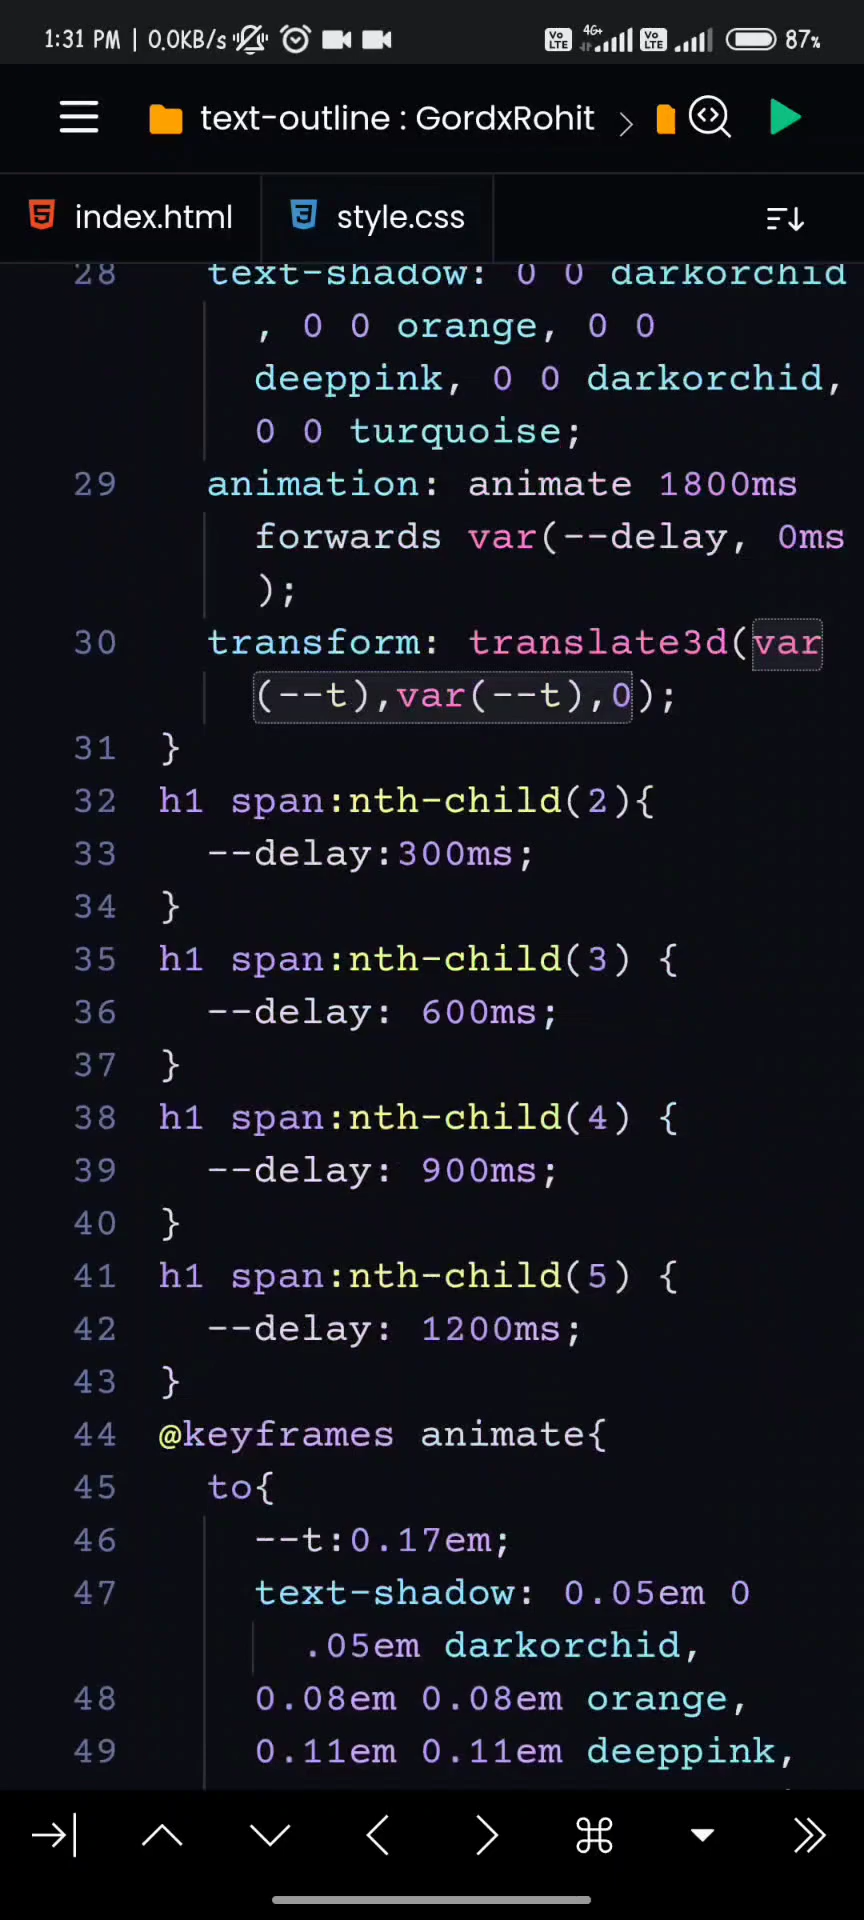 1:31 PM | 0.0KB/s Vo LTE 4G+ Vo LTE 87%
text-outline : GordxRohit >
index.html style.css
28 text-shadow: 0 0 darkorchid
, 0 0 orange, 0 0
deeppink, 0 0 darkorchid,
0 0 turquoise;
29 animation: animate 1800ms
forwards var(--delay, 0ms
);
30 transform: translate3d(var
(--t),var(--t),0);
31 }
32 h1 span:nth-child(2){
33 --delay:300ms;
34 }
35 h1 span:nth-child(3) {
36 --delay: 600ms;
37 }
38 h1 span:nth-child(4) {
39 --delay: 900ms;
40 }
41 h1 span:nth-child(5) {
42 --delay: 1200ms;
43 }
44 @keyframes animate{
45 to{
46 --t:0.17em;
47 text-shadow: 0.05em 0
.05em darkorchid,
48 0.08em 0.08em orange,
49 0.11em 0.11em deeppink,